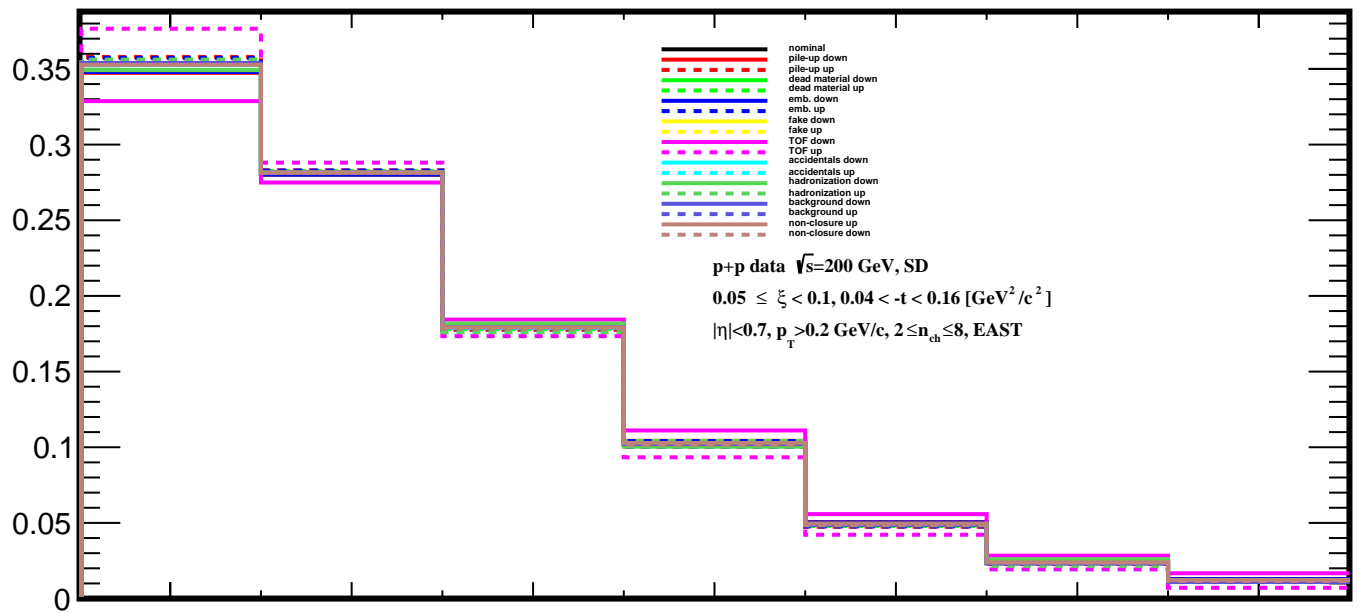 0.35
0.3
0.25
0.2
0.15
0.1
0.05
0
nominal
pile-up down
pile-up up
dead material down
dead material up
emb. down
emb. up
fake down
fake up
TOF down
TOF up
accidentals down
accidentals up
hadronization down
hadronization up
background down
background up
non-closure up
non-closure down
p+p data √s=200 GeV, SD
0.05 ≤ ξ < 0.1, 0.04 < -t < 0.16 [GeV²/c²]
|η|<0.7, p_T>0.2 GeV/c, 2≤n_ch≤8, EAST